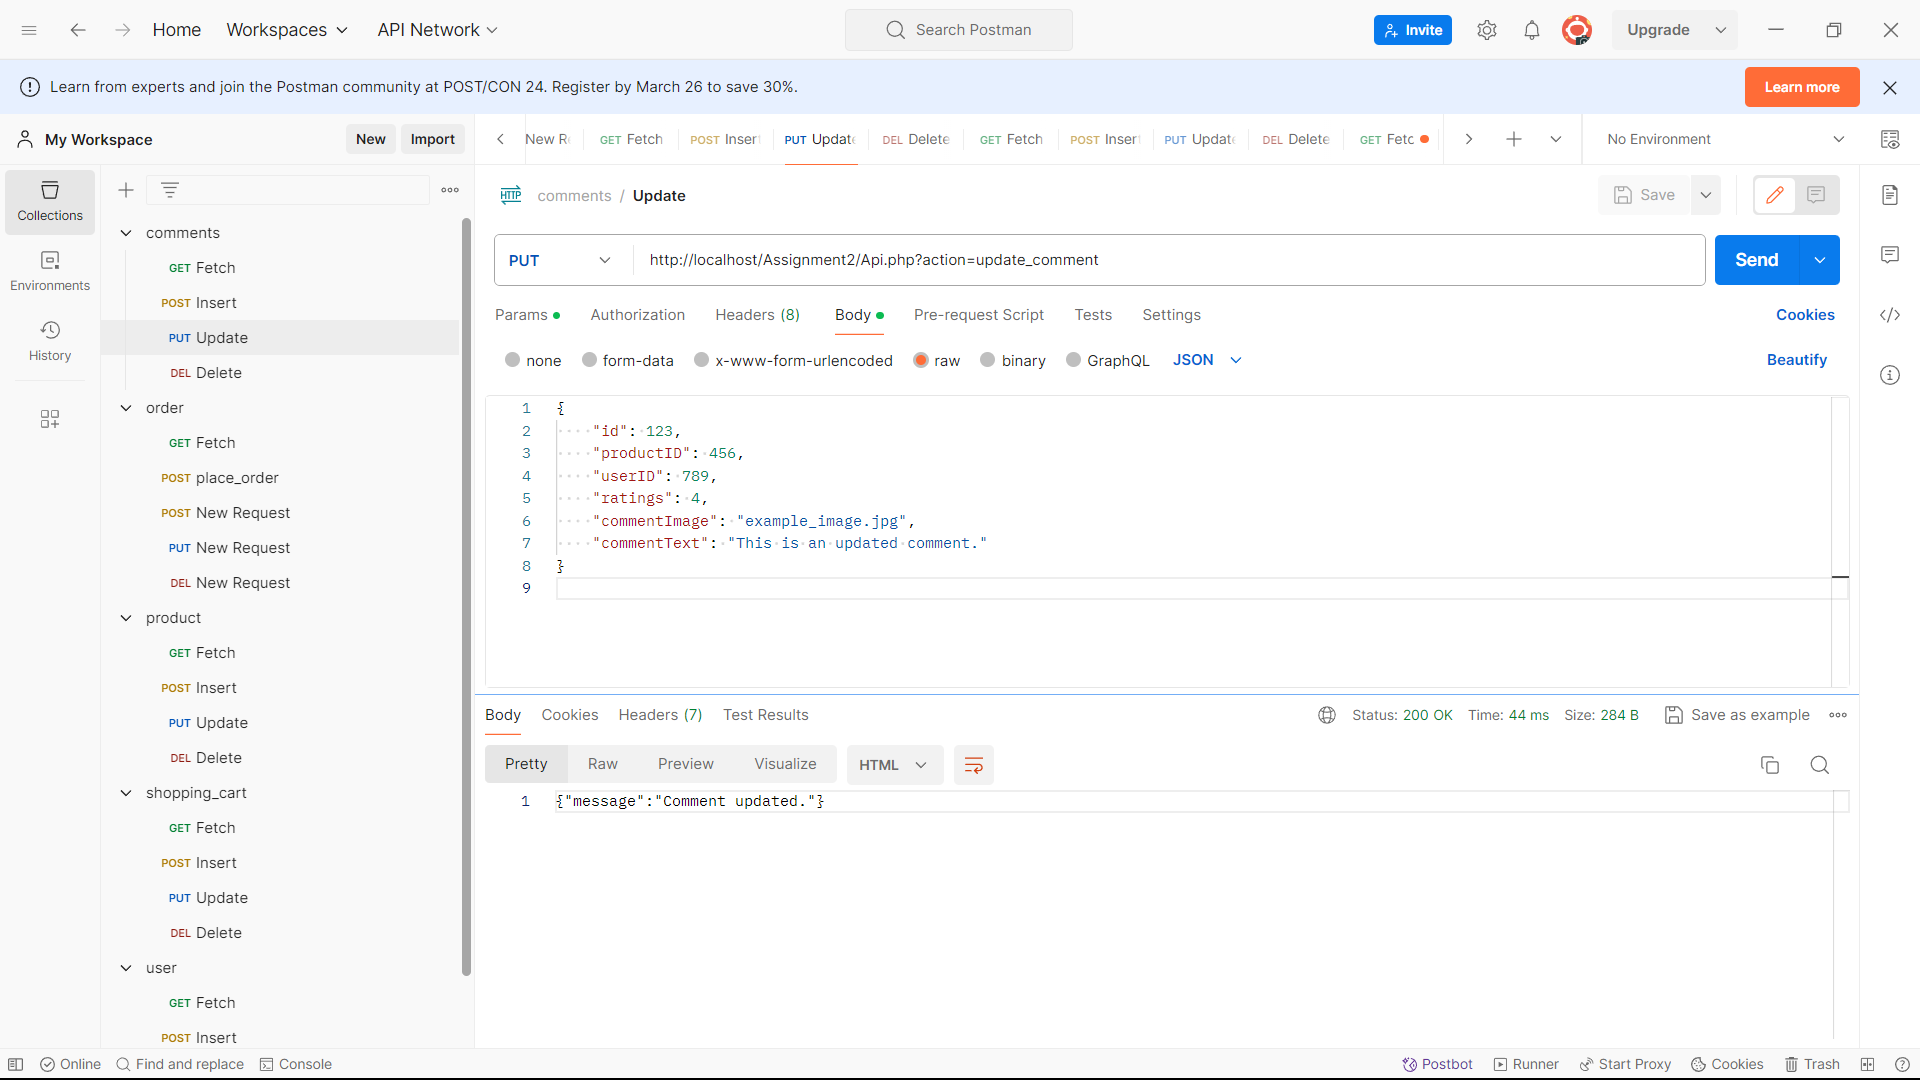 Home Workspaces API Network Search Postman Invite Upgrade
Learn from experts and join the Postman community at POST/CON 24. Register by March 26 to save 30%. Learn more
My Workspace New Import
New R GET Fetch POST Inser PUT Updat DEL Delete GET Fetch POST Inser PUT Updat DEL Delete GET Fetc No Environment
Collections
Environments
History
comments
GET Fetch
POST Insert
PUT Update
DEL Delete
order
GET Fetch
POST place_order
POST New Request
PUT New Request
DEL New Request
product
GET Fetch
POST Insert
PUT Update
DEL Delete
shopping_cart
GET Fetch
POST Insert
PUT Update
DEL Delete
user
GET Fetch
POST Insert
HTTP comments / Update Save
PUT http://localhost/Assignment2/Api.php?action=update_comment Send
Params Authorization Headers (8) Body Pre-request Script Tests Settings Cookies
none form-data x-www-form-urlencoded raw binary GraphQL JSON Beautify
1 {
2 "id": 123,
3 "productID": 456,
4 "userID": 789,
5 "ratings": 4,
6 "commentImage": "example_image.jpg",
7 "commentText": "This is an updated comment."
8 }
9
Body Cookies Headers (7) Test Results Status: 200 OK Time: 44 ms Size: 284 B Save as example
Pretty Raw Preview Visualize HTML
1 {"message":"Comment updated."}
Online Find and replace Console Postbot Runner Start Proxy Cookies Trash